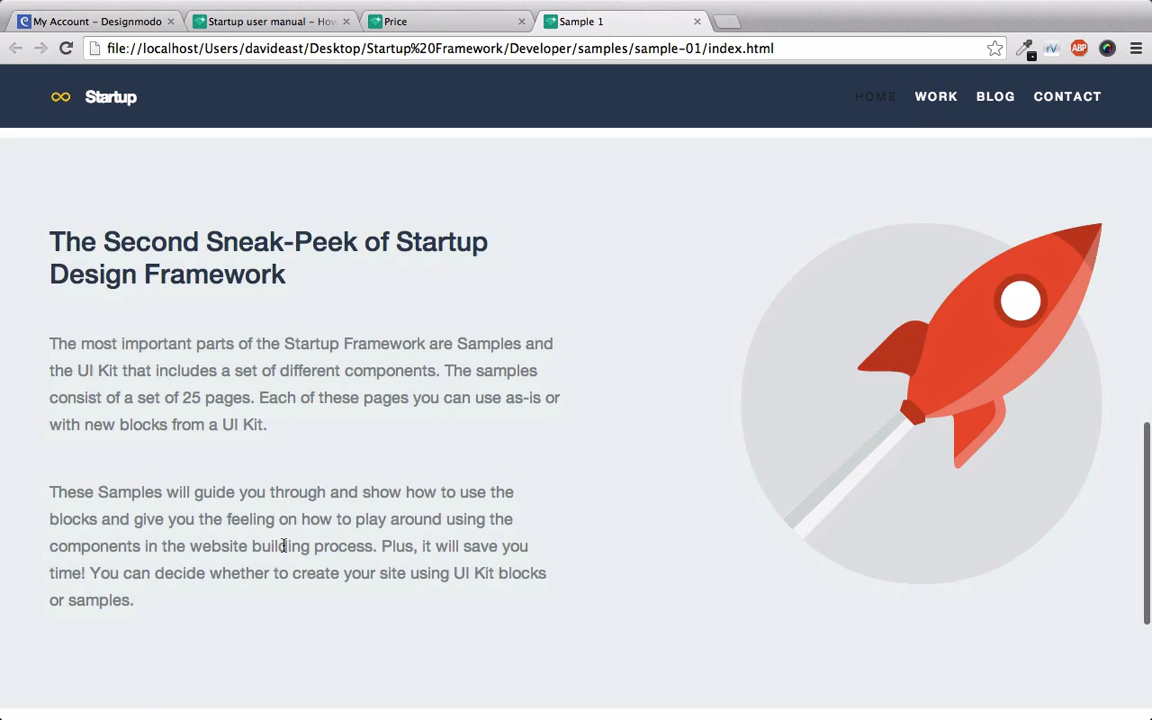 My Account - Designmodo
Startup user manual - How
Price
Sample 1
file://localhost/Users/davideast/Desktop/Startup%20Framework/Developer/samples/sample-01/index.html
rV
ABP
Startup
HOME
WORK
BLOG
CONTACT
The Second Sneak-Peek of Startup
Design Framework
The most important parts of the Startup Framework are Samples and
the UI Kit that includes a set of different components. The samples
consist of a set of 25 pages. Each of these pages you can use as-is or
with new blocks from a UI Kit.
These Samples will guide you through and show how to use the
blocks and give you the feeling on how to play around using the
components in the website building process. Plus, it will save you
time! You can decide whether to create your site using UI Kit blocks
or samples.